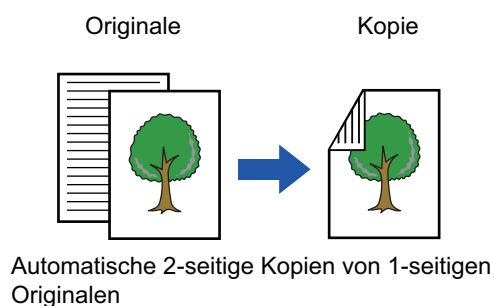 Originale Kopie
Automatische 2-seitige Kopien von 1-seitigen
Originalen